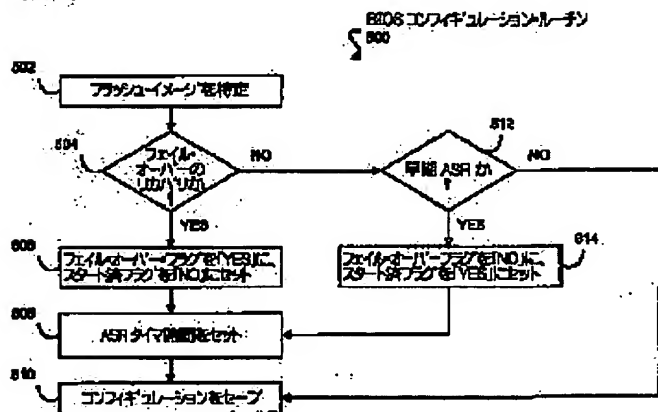 BIOS コンフィギュレーション・ルーチン
500
502
フラッシュ・イメージを特定
504
フェイル・
オーバーの
リカバリか
NO
512
早期 ASR か
?
NO
YES
YES
506
フェイル・オーバー・フラグを「YES」に、
スタート済フラグを「NO」にセット
フェイル・オーバーフラグを「NO」に、
スタート済フラグを「YES」にセット
514
508
ASR タイマ時間をセット
510
コンフィギュレーションをセーブ